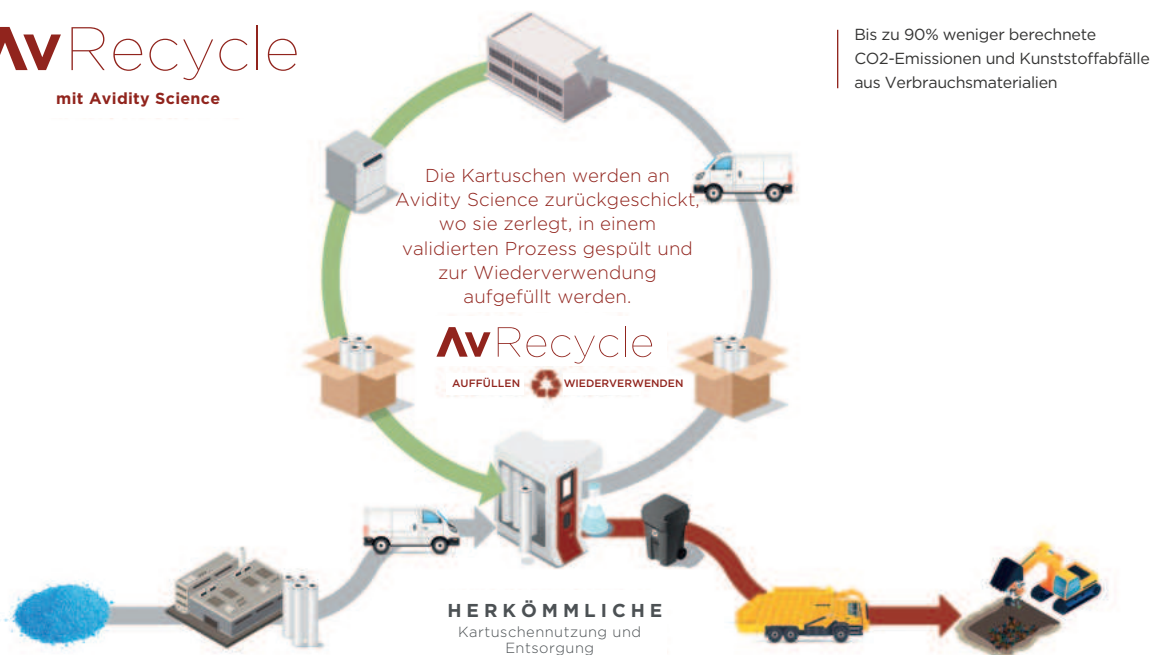 AvRecycle
mit Avidity Science
Bis zu 90% weniger berechnete
CO2-Emissionen und Kunststoffabfälle
aus Verbrauchsmaterialien
Die Kartuschen werden an
Avidity Science zurückgeschickt,
wo sie zerlegt, in einem
validierten Prozess gespült und
zur Wiederverwendung
aufgefüllt werden.
AvRecycle
AUFFÜLLEN WIEDERVERWENDEN
HERKÖMMLICHE
Kartuschennutzung und
Entsorgung